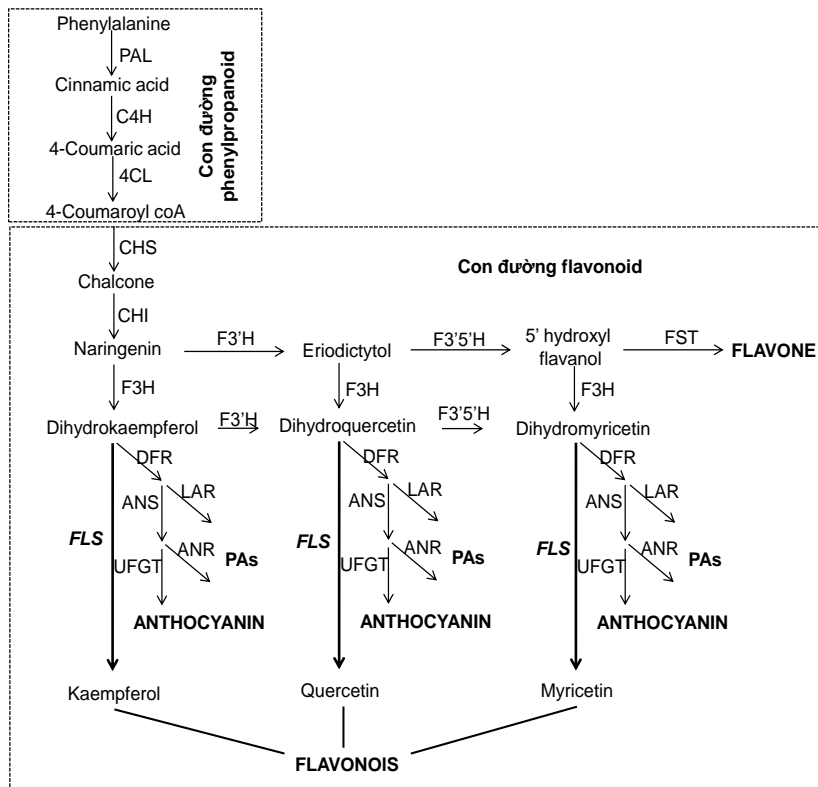 Phenylalanine
PAL
Cinnamic acid
C4H
4-Coumaric acid
4CL
4-Coumaroyl coA
Con đường
phenylpropanoid
CHS
Con đường flavonoid
Chalcone
CHI
Naringenin
F3'H
Eriodictytol
F3'5'H
5' hydroxyl
flavanol
FST
FLAVONE
F3H
F3H
F3H
Dihydrokaempferol
F3'H
Dihydroquercetin
F3'5'H
Dihydromyricetin
DFR
DFR
DFR
ANS
LAR
ANS
LAR
ANS
LAR
FLS
FLS
FLS
UFGT
ANR
PAs
UFGT
ANR
PAs
UFGT
ANR
PAs
ANTHOCYANIN
ANTHOCYANIN
ANTHOCYANIN
Kaempferol
Quercetin
Myricetin
FLAVONOIS